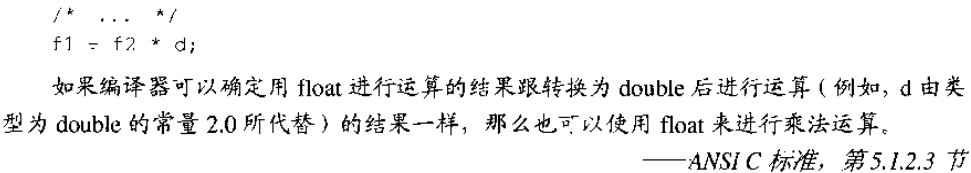 /* ... */
f1 = f2 * d;
如果编译器可以确定用 float 进行运算的结果跟转换为 double 后进行运算（例如，d 由类
型为 double 的常量 2.0 所代替）的结果一样，那么也可以使用 float 来进行乘法运算。
——ANSI C 标准，第5.1.2.3 节